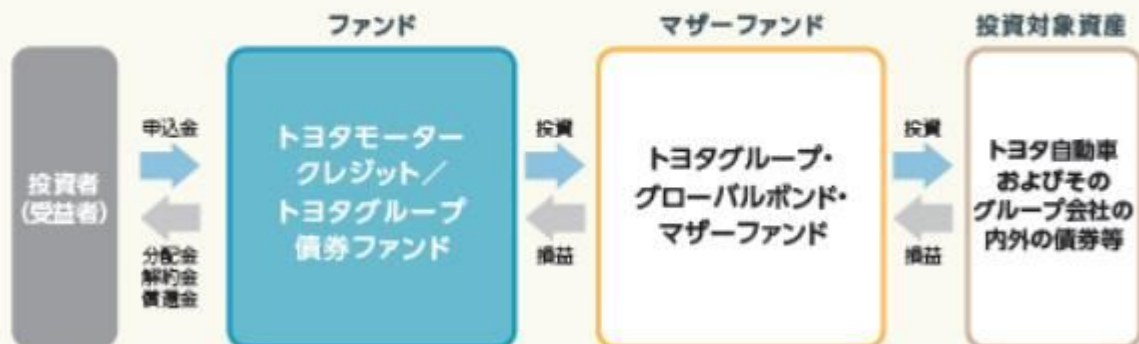 ファンド
マザーファンド
投資対象資産
投資者
(受益者)
申込金
分配金
解約金
償還金
トヨタモーター
クレジット／
トヨタグループ
債券ファンド
投資
損益
トヨタグループ・
グローバルボンド・
マザーファンド
投資
損益
トヨタ自動車
およびその
グループ会社の
内外の債券等